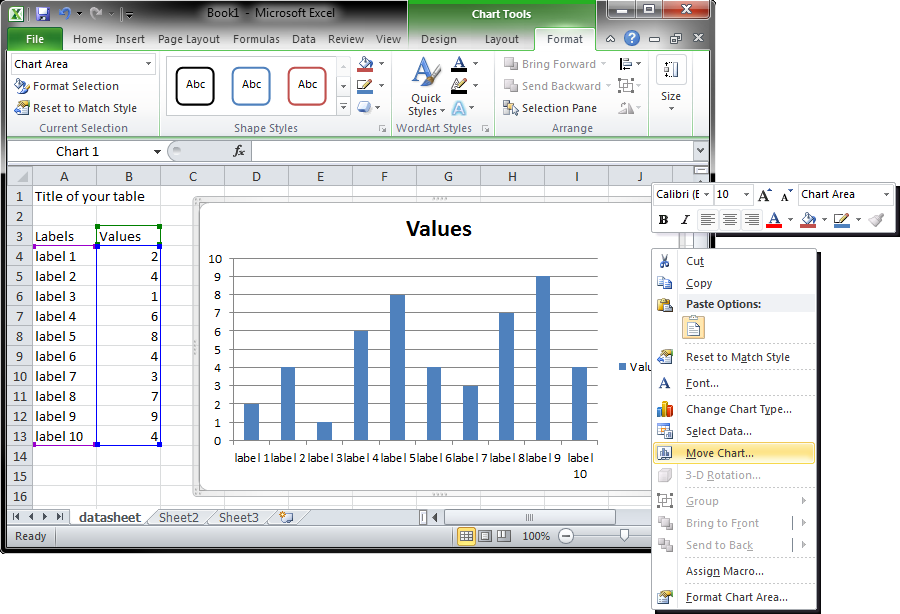 Book1 - Microsoft Excel
Chart Tools
File Home Insert Page Layout Formulas Data Review View Design Layout Format
Chart Area
Format Selection
Reset to Match Style
Current Selection
Abc Abc Abc
Shape Styles
Quick
Styles
WordArt Styles
Bring Forward
Send Backward
Selection Pane
Arrange
Size
Chart 1
fx
A B C D E F G H I J
1 Title of your table
2
3 Labels Values
4 label 1 2
5 label 2 4
6 label 3 1
7 label 4 6
8 label 5 8
9 label 6 4
10 label 7 3
11 label 8 7
12 label 9 9
13 label 10 4
14
15
16
Values
10
9
8
7
6
5
4
3
2
1
0
label 1 label 2 label 3 label 4 label 5 label 6 label 7 label 8 label 9 label
10
Valu
datasheet Sheet2 Sheet3
Ready
100%
Calibri (E 10 A A Chart Area
B I A
Cut
Copy
Paste Options:
Reset to Match Style
Font...
Change Chart Type...
Select Data...
Move Chart...
3-D Rotation...
Group
Bring to Front
Send to Back
Assign Macro...
Format Chart Area...